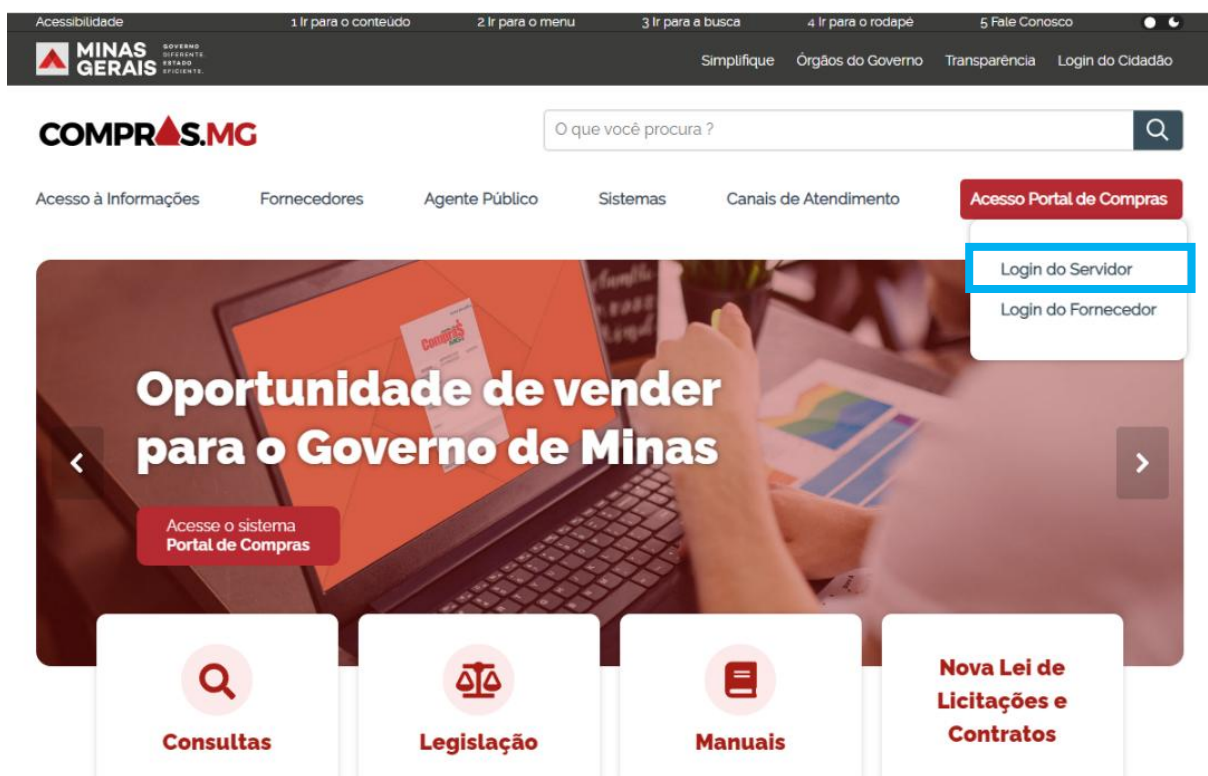 Acessibilidade
1 Ir para o conteúdo
2 Ir para o menu
3 Ir para a busca
4 Ir para o rodapé
5 Fale Conosco
MINAS GERAIS
GOVERNO
DIFERENTE.
ESTADO
EFICIENTE.
Simplifique
Órgãos do Governo
Transparência
Login do Cidadão
COMPRAS.MG
O que você procura ?
Acesso à Informações
Fornecedores
Agente Público
Sistemas
Canais de Atendimento
Acesso Portal de Compras
Login do Servidor
Login do Fornecedor
Compras
Oportunidade de vender
para o Governo de Minas
Acesse o sistema
Portal de Compras
Consultas
Legislação
Manuais
Nova Lei de
Licitações e
Contratos